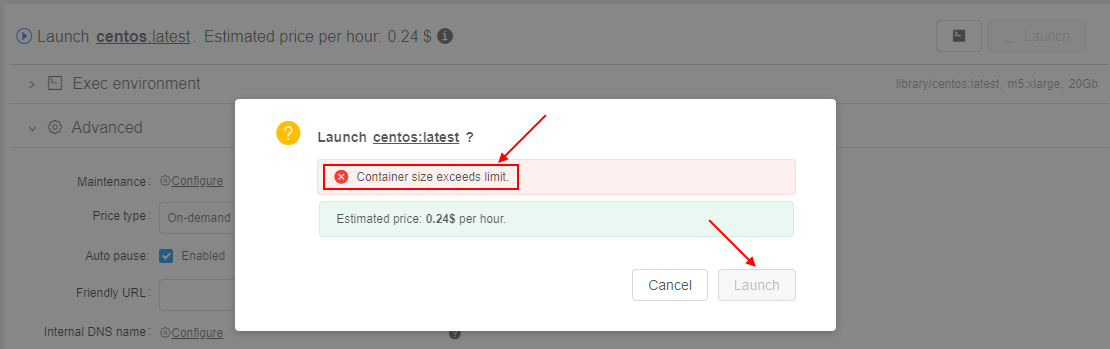 Launch centos:latest. Estimated price per hour: 0.24 $
Launch
Exec environment
library/centos:latest, m5.xlarge, 20Gb
Advanced
Launch centos:latest ?
Container size exceeds limit.
Estimated price: 0.24$ per hour.
Cancel
Launch
Maintenance: Configure
Price type: On-demand
Auto pause: Enabled
Friendly URL:
Internal DNS name: Configure